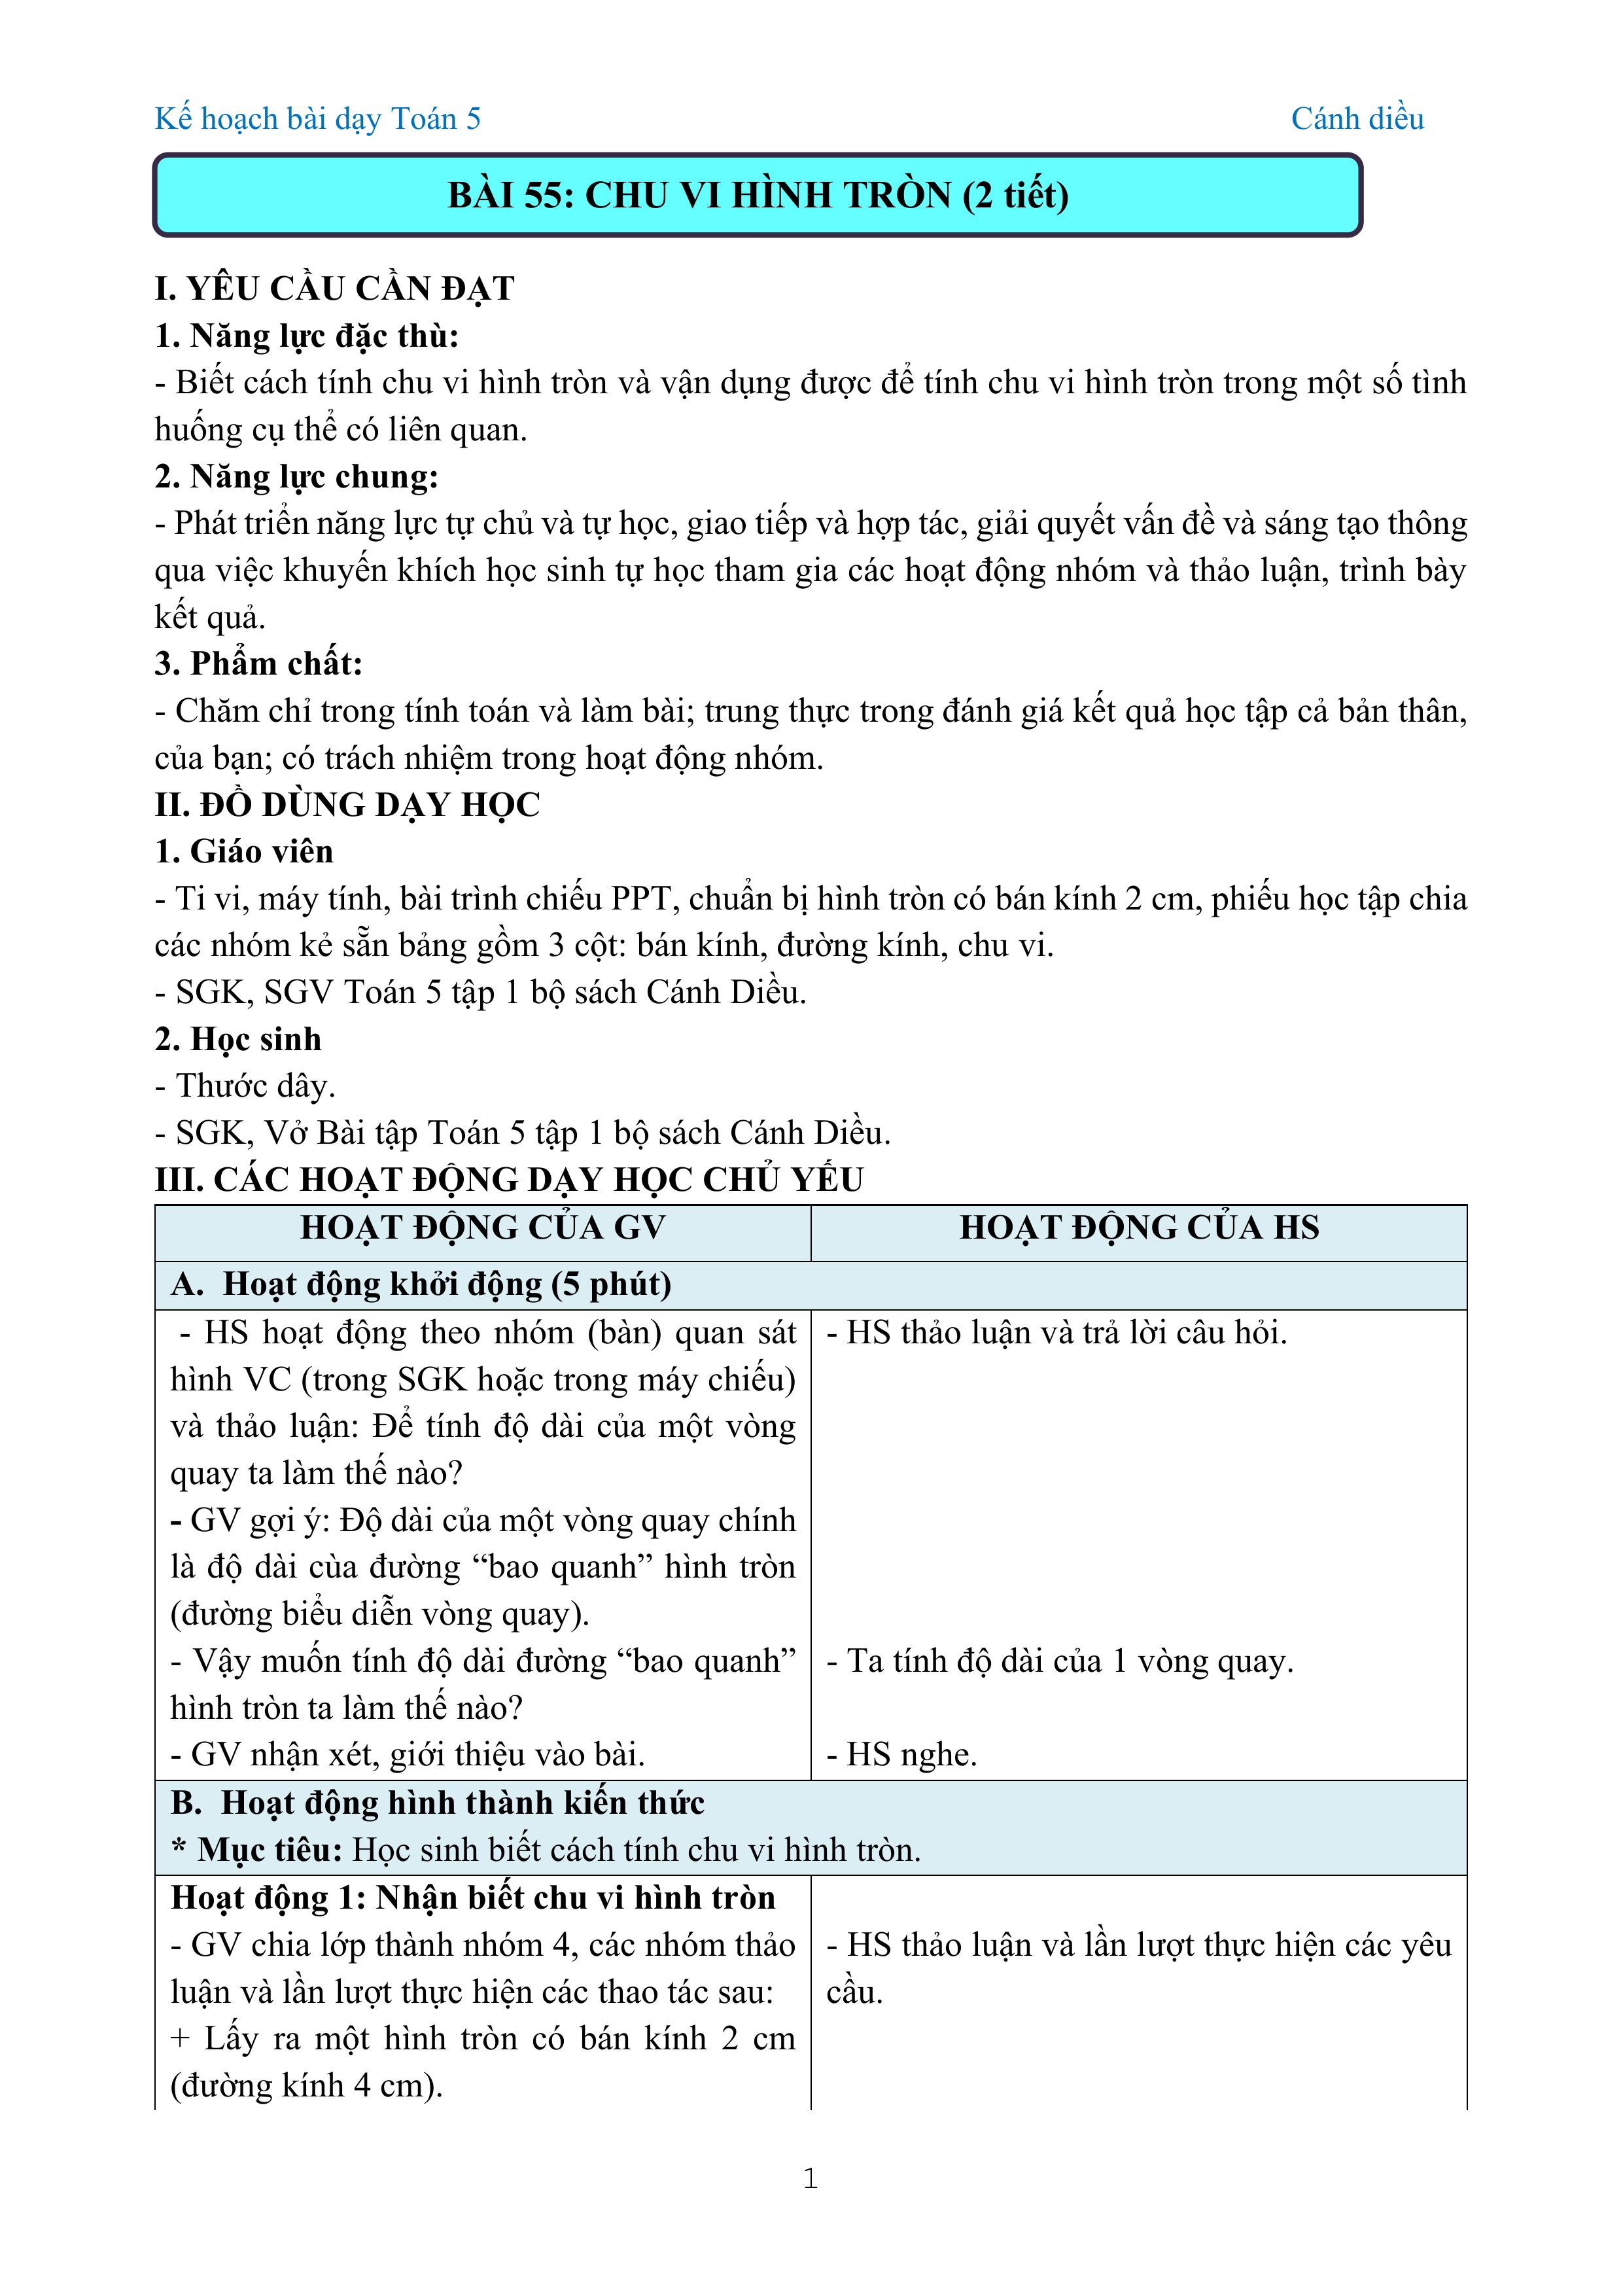 Kế hoạch bài dạy Toán 5 Cánh diều
BÀI 55: CHU VI HÌNH TRÒN (2 tiết)
I. YÊU CẦU CẦN ĐẠT
1. Năng lực đặc thù:
- Biết cách tính chu vi hình tròn và vận dụng được để tính chu vi hình tròn trong một số tình
huống cụ thể có liên quan.
2. Năng lực chung:
- Phát triển năng lực tự chủ và tự học, giao tiếp và hợp tác, giải quyết vấn đề và sáng tạo thông
qua việc khuyến khích học sinh tự học tham gia các hoạt động nhóm và thảo luận, trình bày
kết quả.
3. Phẩm chất:
- Chăm chỉ trong tính toán và làm bài; trung thực trong đánh giá kết quả học tập cả bản thân,
của bạn; có trách nhiệm trong hoạt động nhóm.
II. ĐỒ DÙNG DẠY HỌC
1. Giáo viên
- Ti vi, máy tính, bài trình chiếu PPT, chuẩn bị hình tròn có bán kính 2 cm, phiếu học tập chia
các nhóm kẻ sẵn bảng gồm 3 cột: bán kính, đường kính, chu vi.
- SGK, SGV Toán 5 tập 1 bộ sách Cánh Diều.
2. Học sinh
- Thước dây.
- SGK, Vở Bài tập Toán 5 tập 1 bộ sách Cánh Diều.
III. CÁC HOẠT ĐỘNG DẠY HỌC CHỦ YẾU
HOẠT ĐỘNG CỦA GV HOẠT ĐỘNG CỦA HS
A. Hoạt động khởi động (5 phút)
- HS hoạt động theo nhóm (bàn) quan sát - HS thảo luận và trả lời câu hỏi.
hình VC (trong SGK hoặc trong máy chiếu)
và thảo luận: Để tính độ dài của một vòng
quay ta làm thế nào?
- GV gợi ý: Độ dài của một vòng quay chính
là độ dài cùa đường “bao quanh” hình tròn
(đường biểu diễn vòng quay).
- Vậy muốn tính độ dài đường “bao quanh” - Ta tính độ dài của 1 vòng quay.
hình tròn ta làm thế nào?
- GV nhận xét, giới thiệu vào bài. - HS nghe.
B. Hoạt động hình thành kiến thức
* Mục tiêu: Học sinh biết cách tính chu vi hình tròn.
Hoạt động 1: Nhận biết chu vi hình tròn
- GV chia lớp thành nhóm 4, các nhóm thảo - HS thảo luận và lần lượt thực hiện các yêu
luận và lần lượt thực hiện các thao tác sau: cầu.
+ Lấy ra một hình tròn có bán kính 2 cm
(đường kính 4 cm).
1